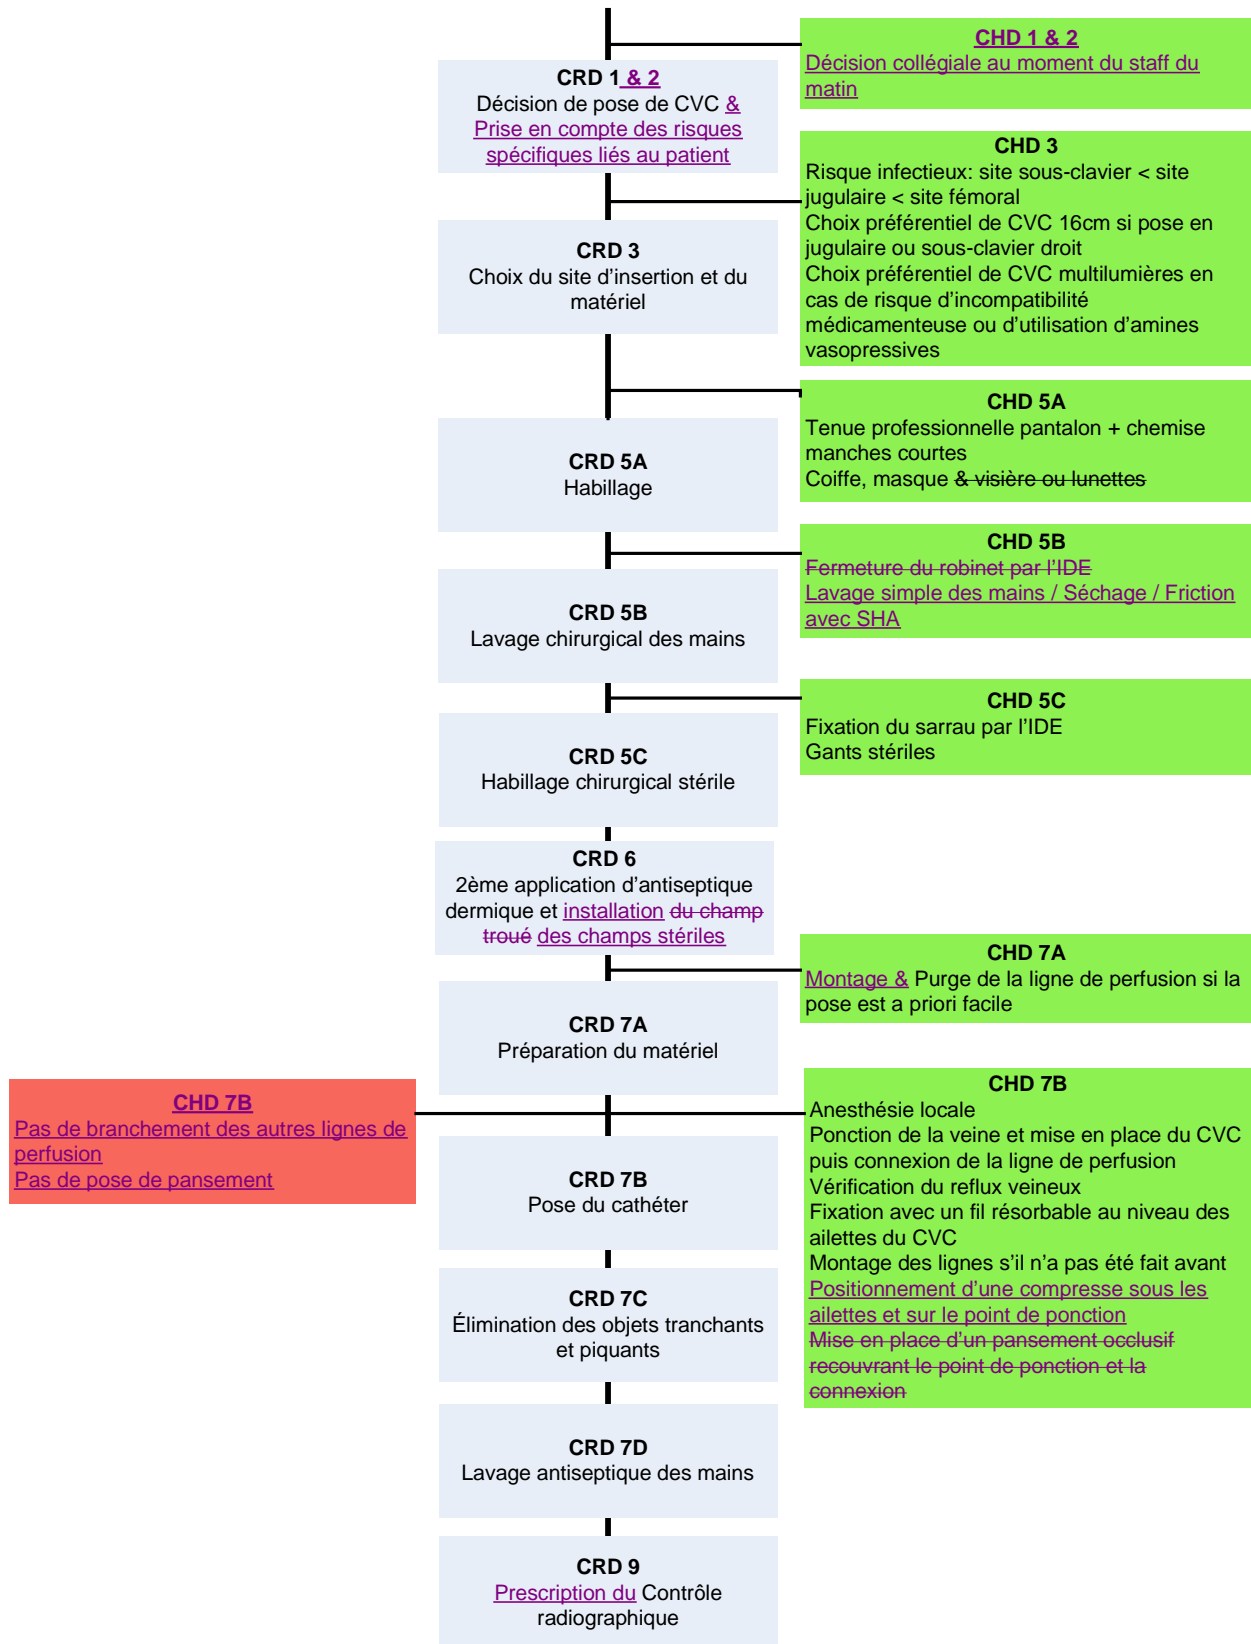 CHD 1 & 2
Décision collégiale au moment du staff du
matin
CRD 1 & 2
Décision de pose de CVC &
Prise en compte des risques
spécifiques liés au patient
CHD 3
Risque infectieux: site sous-clavier < site
jugulaire < site fémoral
Choix préférentiel de CVC 16cm si pose en
jugulaire ou sous-clavier droit
Choix préférentiel de CVC multilumières en
cas de risque d'incompatibilité
médicamenteuse ou d'utilisation d'amines
vasopressives
CRD 3
Choix du site d'insertion et du
matériel
CHD 5A
Tenue professionnelle pantalon + chemise
manches courtes
Coiffe, masque & visière ou lunettes
CRD 5A
Habillage
CHD 5B
Fermeture du robinet par l'IDE
Lavage simple des mains / Séchage / Friction
avec SHA
CRD 5B
Lavage chirurgical des mains
CHD 5C
Fixation du sarrau par l'IDE
Gants stériles
CRD 5C
Habillage chirurgical stérile
CRD 6
2ème application d'antiseptique
dermique et installation du champ
troué des champs stériles
CHD 7A
Montage & Purge de la ligne de perfusion si la
pose est a priori facile
CRD 7A
Préparation du matériel
CHD 7B
Pas de branchement des autres lignes de
perfusion
Pas de pose de pansement
CHD 7B
Anesthésie locale
Ponction de la veine et mise en place du CVC
puis connexion de la ligne de perfusion
Vérification du reflux veineux
Fixation avec un fil résorbable au niveau des
ailettes du CVC
Montage des lignes s'il n'a pas été fait avant
Positionnement d'une compresse sous les
ailettes et sur le point de ponction
Mise en place d'un pansement occlusif
recouvrant le point de ponction et la
connexion
CRD 7B
Pose du cathéter
CRD 7C
Élimination des objets tranchants
et piquants
CRD 7D
Lavage antiseptique des mains
CRD 9
Prescription du Contrôle
radiographique